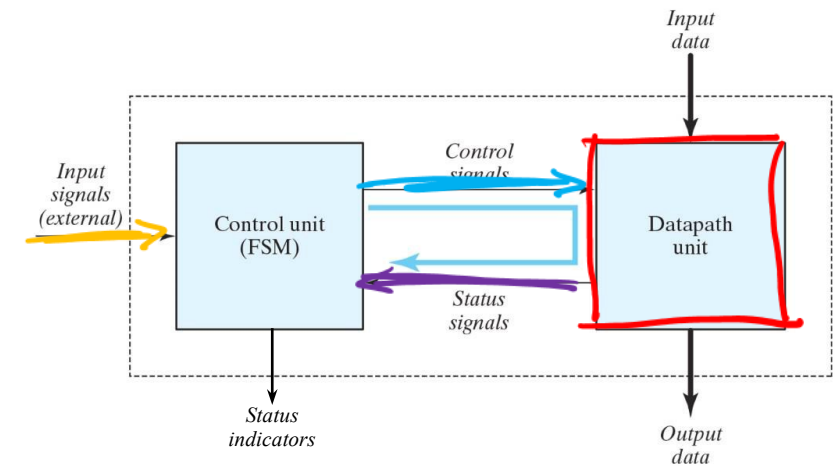 Input
data
Control
signals
Input
signals
(external)
Control unit
(FSM)
Datapath
unit
Status
signals
Status
indicators
Output
data